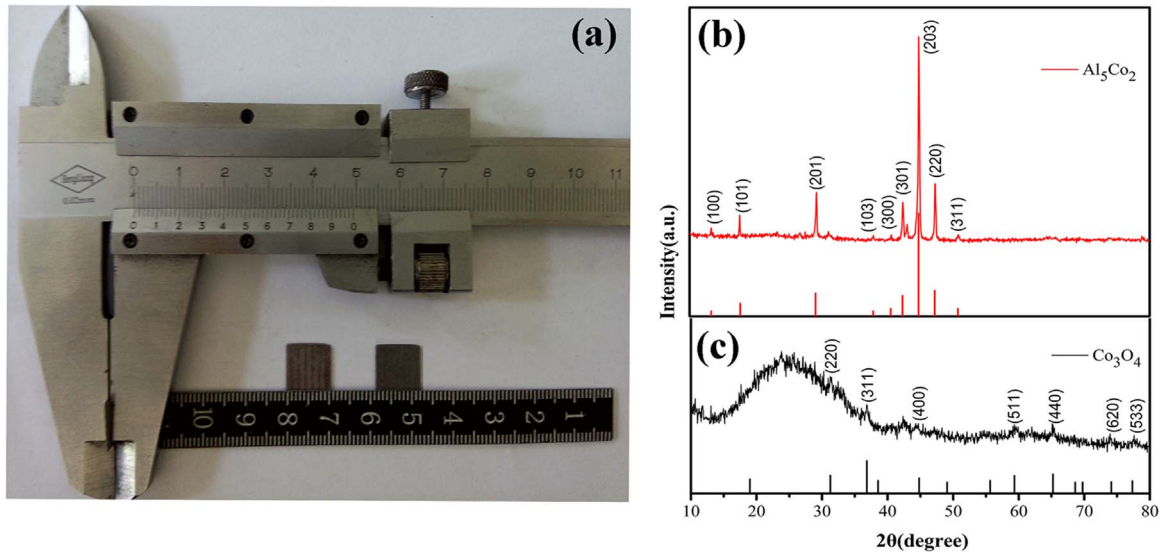 (a)
0 1 2 3 4 5 6 7 8 9 10 11
0.02mm
0 1 2 3 4 5 6 7 8 9 0
10 9 8 7 6 5 4 3 2 1
(b)
Al5Co2
(100)
(101)
(201)
(103)
(300)
(301)
(203)
(220)
(311)
Intensity(a.u.)
(c)
Co3O4
(220)
(311)
(400)
(511)
(440)
(620)
(533)
10 20 30 40 50 60 70 80
2θ(degree)